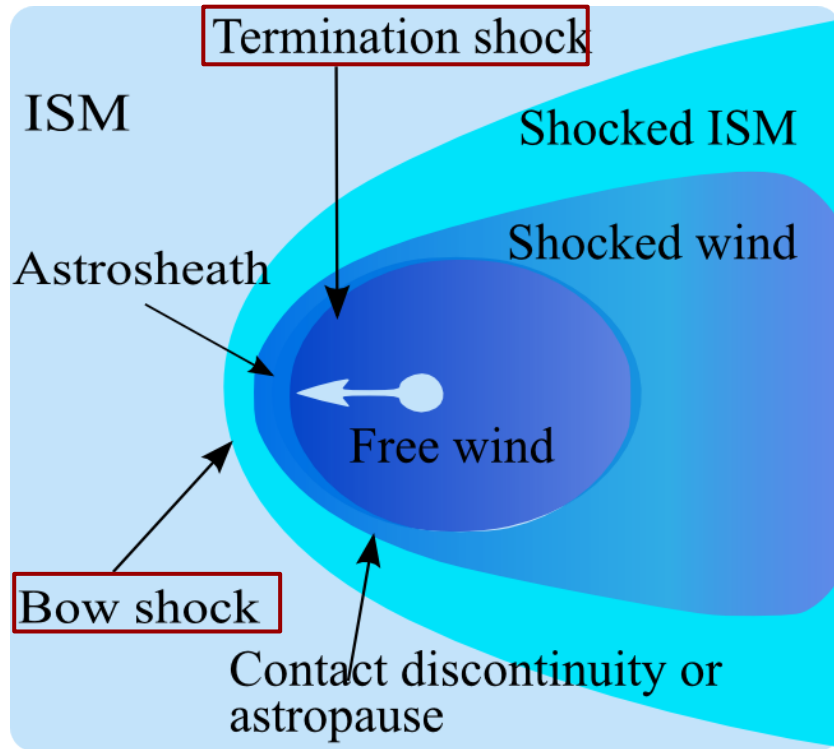 Termination shock
ISM
Shocked ISM
Shocked wind
Astrosheath
Free wind
Bow shock
Contact discontinuity or
astropause